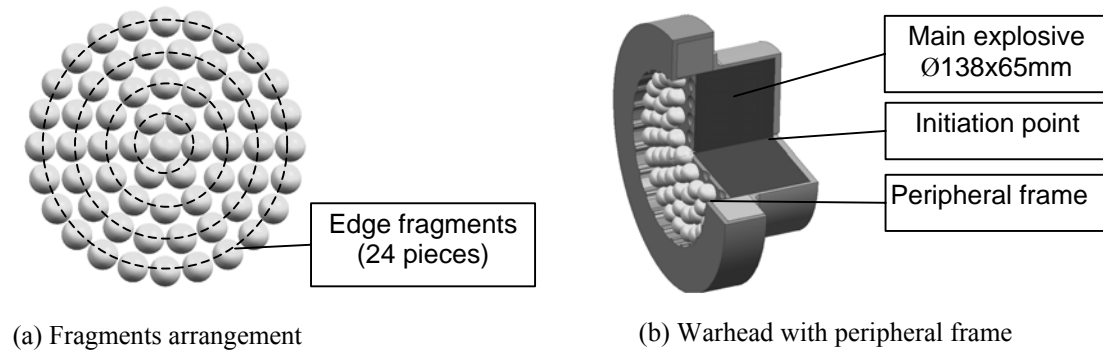 Edge fragments
(24 pieces)
(a) Fragments arrangement
Main explosive
Ø138x65mm
Initiation point
Peripheral frame
(b) Warhead with peripheral frame